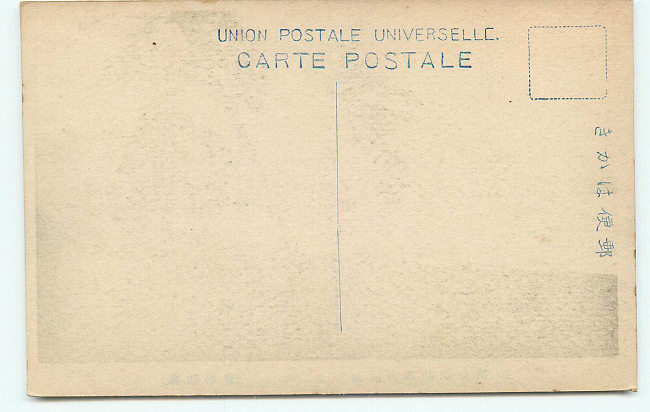 UNION POSTALE UNIVERSELLE.
CARTE POSTALE
きかは便郵